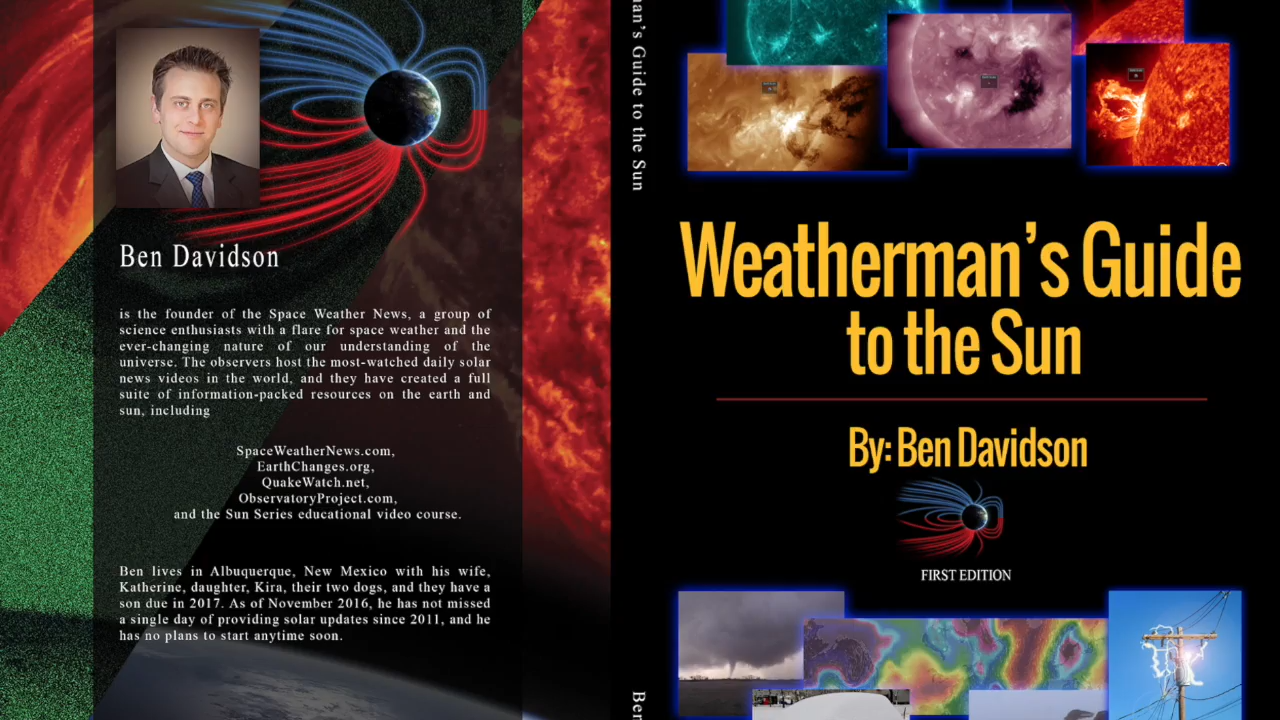 Ben Davidson
is the founder of the Space Weather News, a group of
science enthusiasts with a flare for space weather and the
ever-changing nature of our understanding of the
universe. The observers host the most-watched daily solar
news videos in the world, and they have created a full
suite of information-packed resources on the earth and
sun, including
SpaceWeatherNews.com,
EarthChanges.org,
QuakeWatch.net,
ObservatoryProject.com,
and the Sun Series educational video course.
Ben lives in Albuquerque, New Mexico with his wife,
Katherine, daughter, Kira, their two dogs, and they have a
son due in 2017. As of November 2016, he has not missed
a single day of providing solar updates since 2011, and he
has no plans to start anytime soon.
Guide to the Sun
Weatherman's Guide
to the Sun
By: Ben Davidson
FIRST EDITION